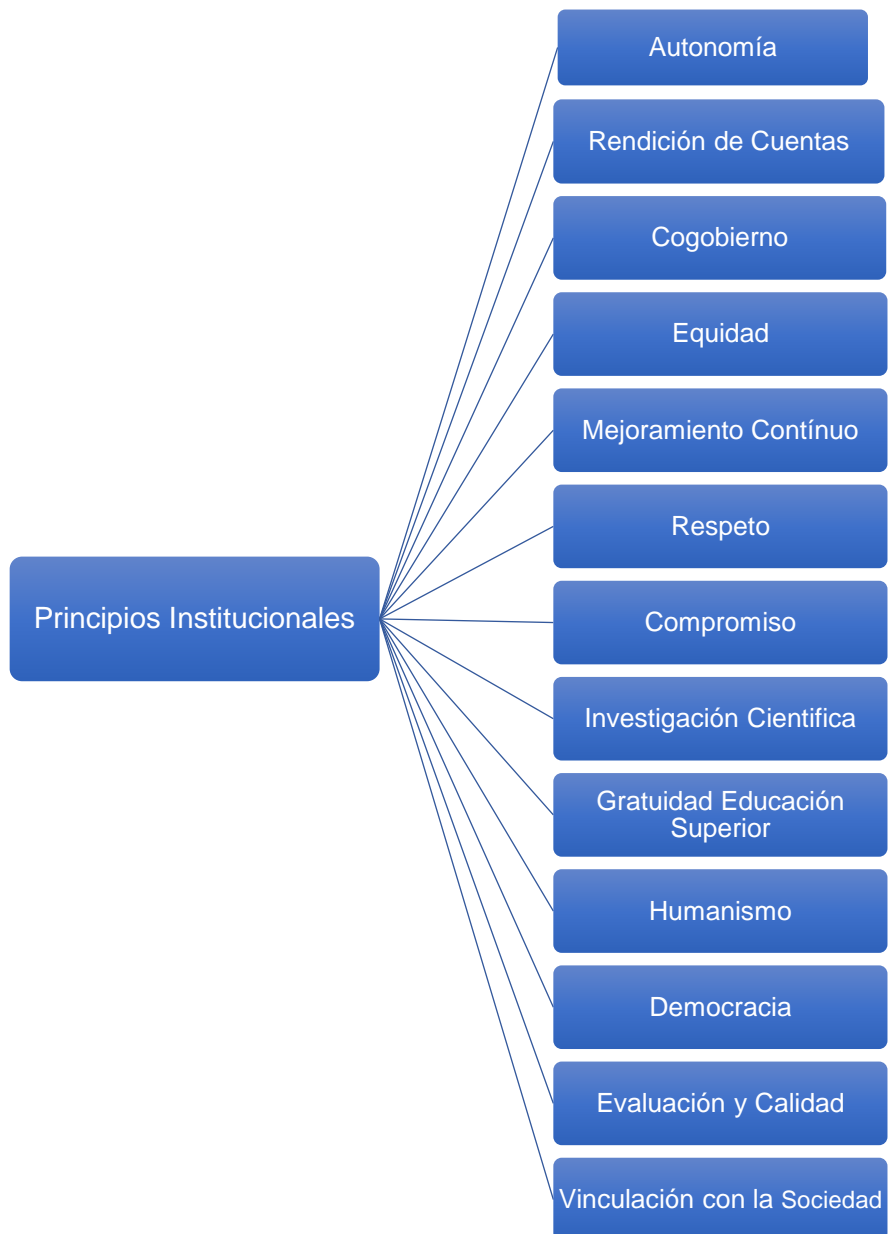 Autonomía
Rendición de Cuentas
Cogobierno
Equidad
Mejoramiento Contínuo
Respeto
Principios Institucionales
Compromiso
Investigación Cientifica
Gratuidad Educación
Superior
Humanismo
Democracia
Evaluación y Calidad
Vinculación con la Sociedad